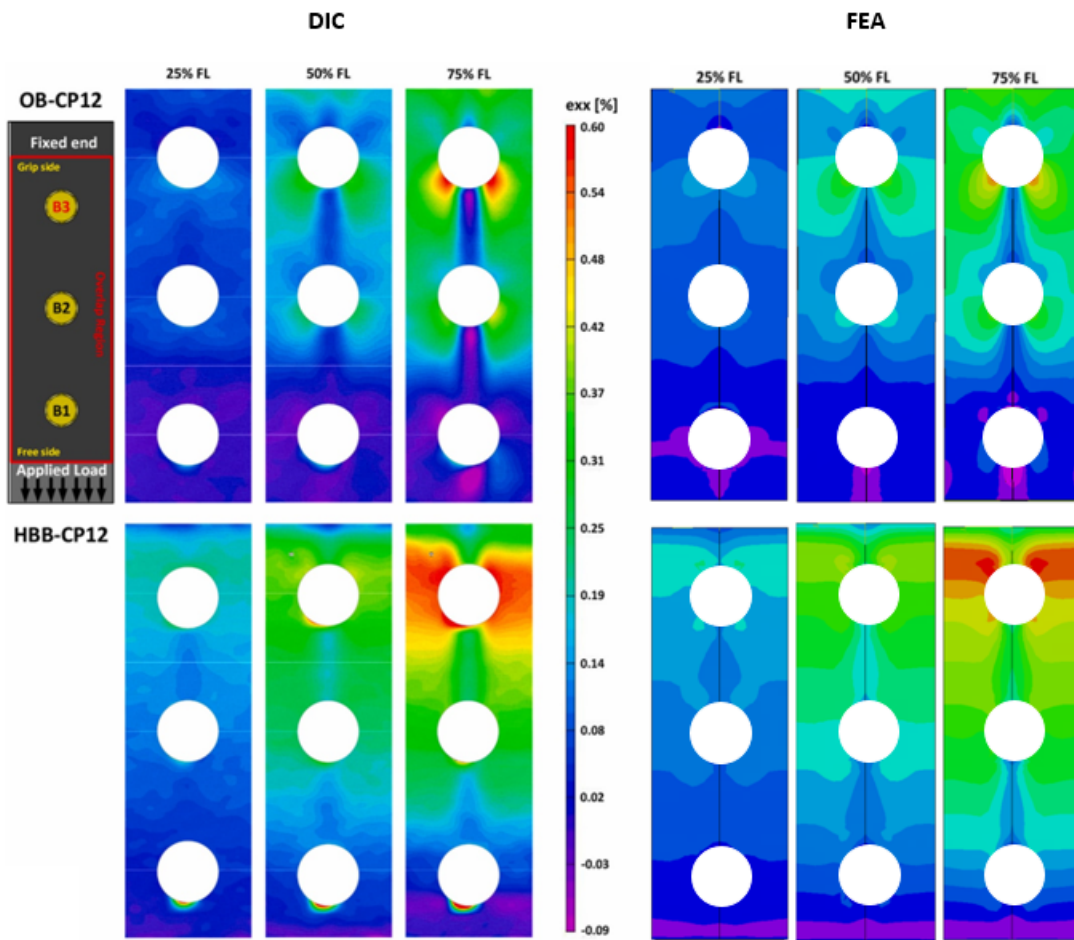 DIC
FEA
25% FL
50% FL
75% FL
25% FL
50% FL
75% FL
OB-CP12
exx [%]
Fixed end
Grip side
B3
B2
Overlap Region
B1
Free side
Applied Load
HBB-CP12
0.60
0.54
0.48
0.42
0.37
0.31
0.25
0.19
0.14
0.08
0.02
-0.03
-0.09